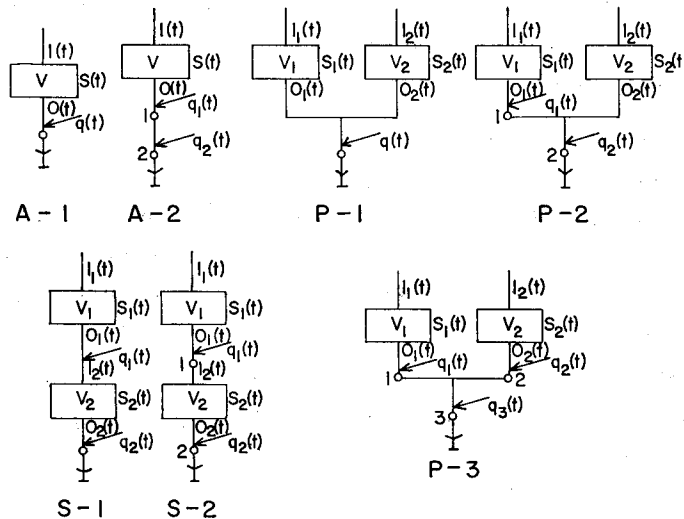 I(t)
V S(t)
O(t)
q(t)
A-1
I(t)
V S(t)
O(t)
q₁(t)
1
q₂(t)
2
A-2
I₁(t) I₂(t)
V₁ S₁(t) V₂ S₂(t)
O₁(t) O₂(t)
q(t)
P-1
I₁(t) I₂(t)
V₁ S₁(t) V₂ S₂(t)
O₁(t) O₂(t)
q₁(t)
1
q₂(t)
2
P-2
I₁(t)
V₁ S₁(t)
O₁(t)
q₁(t)
I₂(t)
V₂ S₂(t)
O₂(t)
q₂(t)
S-1
I₁(t)
V₁ S₁(t)
O₁(t)
q₁(t)
1
I₂(t)
V₂ S₂(t)
O₂(t)
q₂(t)
2
S-2
I₁(t) I₂(t)
V₁ S₁(t) V₂ S₂(t)
O₁(t) O₂(t)
q₁(t) q₂(t)
1 2
q₃(t)
3
P-3